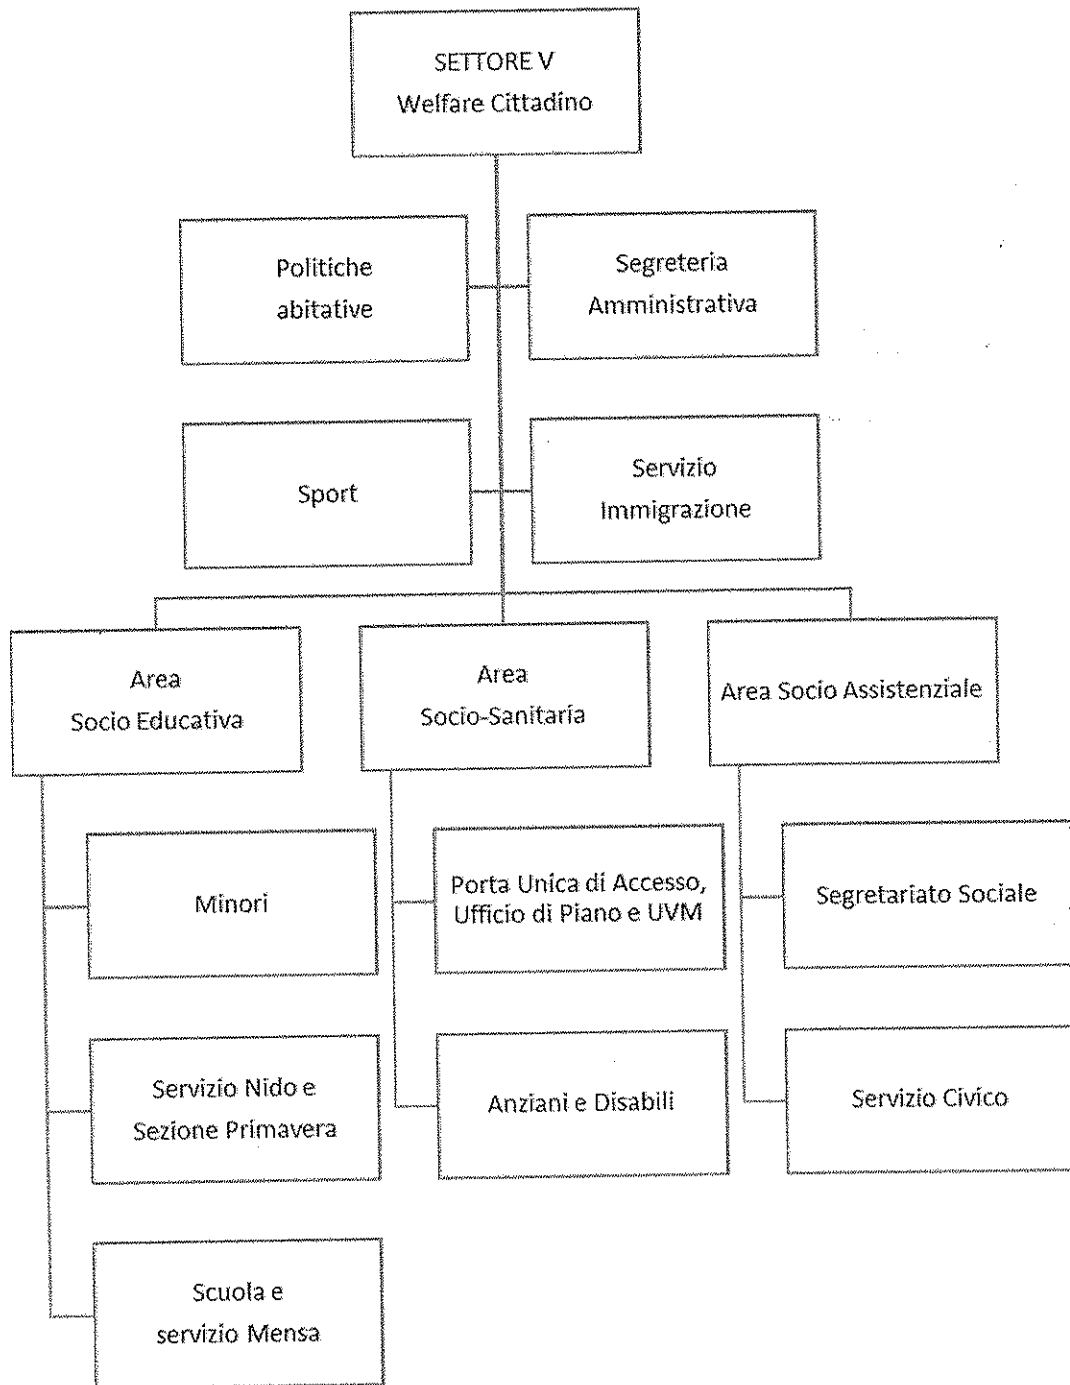 SETTORE V
Welfare Cittadino
Politiche
abitative
Segreteria
Amministrativa
Sport
Servizio
Immigrazione
Area
Socio Educativa
Area
Socio-Sanitaria
Area Socio Assistenziale
Minori
Porta Unica di Accesso,
Ufficio di Piano e UVM
Segretariato Sociale
Servizio Nido e
Sezione Primavera
Anziani e Disabili
Servizio Civico
Scuola e
servizio Mensa